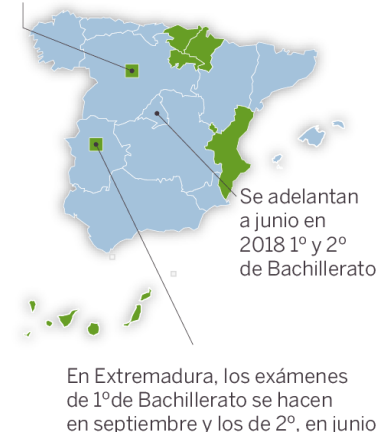 Se adelantan
a junio en
2018 1º y 2º
de Bachillerato
En Extremadura, los exámenes
de 1ºde Bachillerato se hacen
en septiembre y los de 2º, en junio